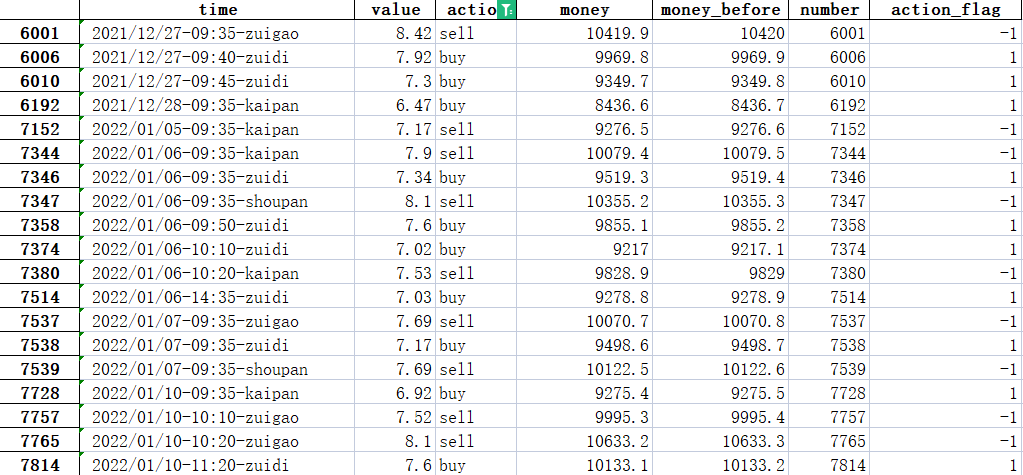 time value actio money money_before number action_flag
6001 2021/12/27-09:35-zuigao 8.42 sell 10419.9 10420 6001 -1
6006 2021/12/27-09:40-zuidi 7.92 buy 9969.8 9969.9 6006 1
6010 2021/12/27-09:45-zuidi 7.3 buy 9349.7 9349.8 6010 1
6192 2021/12/28-09:35-kaipan 6.47 buy 8436.6 8436.7 6192 1
7152 2022/01/05-09:35-kaipan 7.17 sell 9276.5 9276.6 7152 -1
7344 2022/01/06-09:35-kaipan 7.9 sell 10079.4 10079.5 7344 -1
7346 2022/01/06-09:35-zuidi 7.34 buy 9519.3 9519.4 7346 1
7347 2022/01/06-09:35-shoupan 8.1 sell 10355.2 10355.3 7347 -1
7358 2022/01/06-09:50-zuidi 7.6 buy 9855.1 9855.2 7358 1
7374 2022/01/06-10:10-zuidi 7.02 buy 9217 9217.1 7374 1
7380 2022/01/06-10:20-kaipan 7.53 sell 9828.9 9829 7380 -1
7514 2022/01/06-14:35-zuidi 7.03 buy 9278.8 9278.9 7514 1
7537 2022/01/07-09:35-zuigao 7.69 sell 10070.7 10070.8 7537 -1
7538 2022/01/07-09:35-zuidi 7.17 buy 9498.6 9498.7 7538 1
7539 2022/01/07-09:35-shoupan 7.69 sell 10122.5 10122.6 7539 -1
7728 2022/01/10-09:35-kaipan 6.92 buy 9275.4 9275.5 7728 1
7757 2022/01/10-10:10-zuigao 7.52 sell 9995.3 9995.4 7757 -1
7765 2022/01/10-10:20-zuigao 8.1 sell 10633.2 10633.3 7765 -1
7814 2022/01/10-11:20-zuidi 7.6 buy 10133.1 10133.2 7814 1